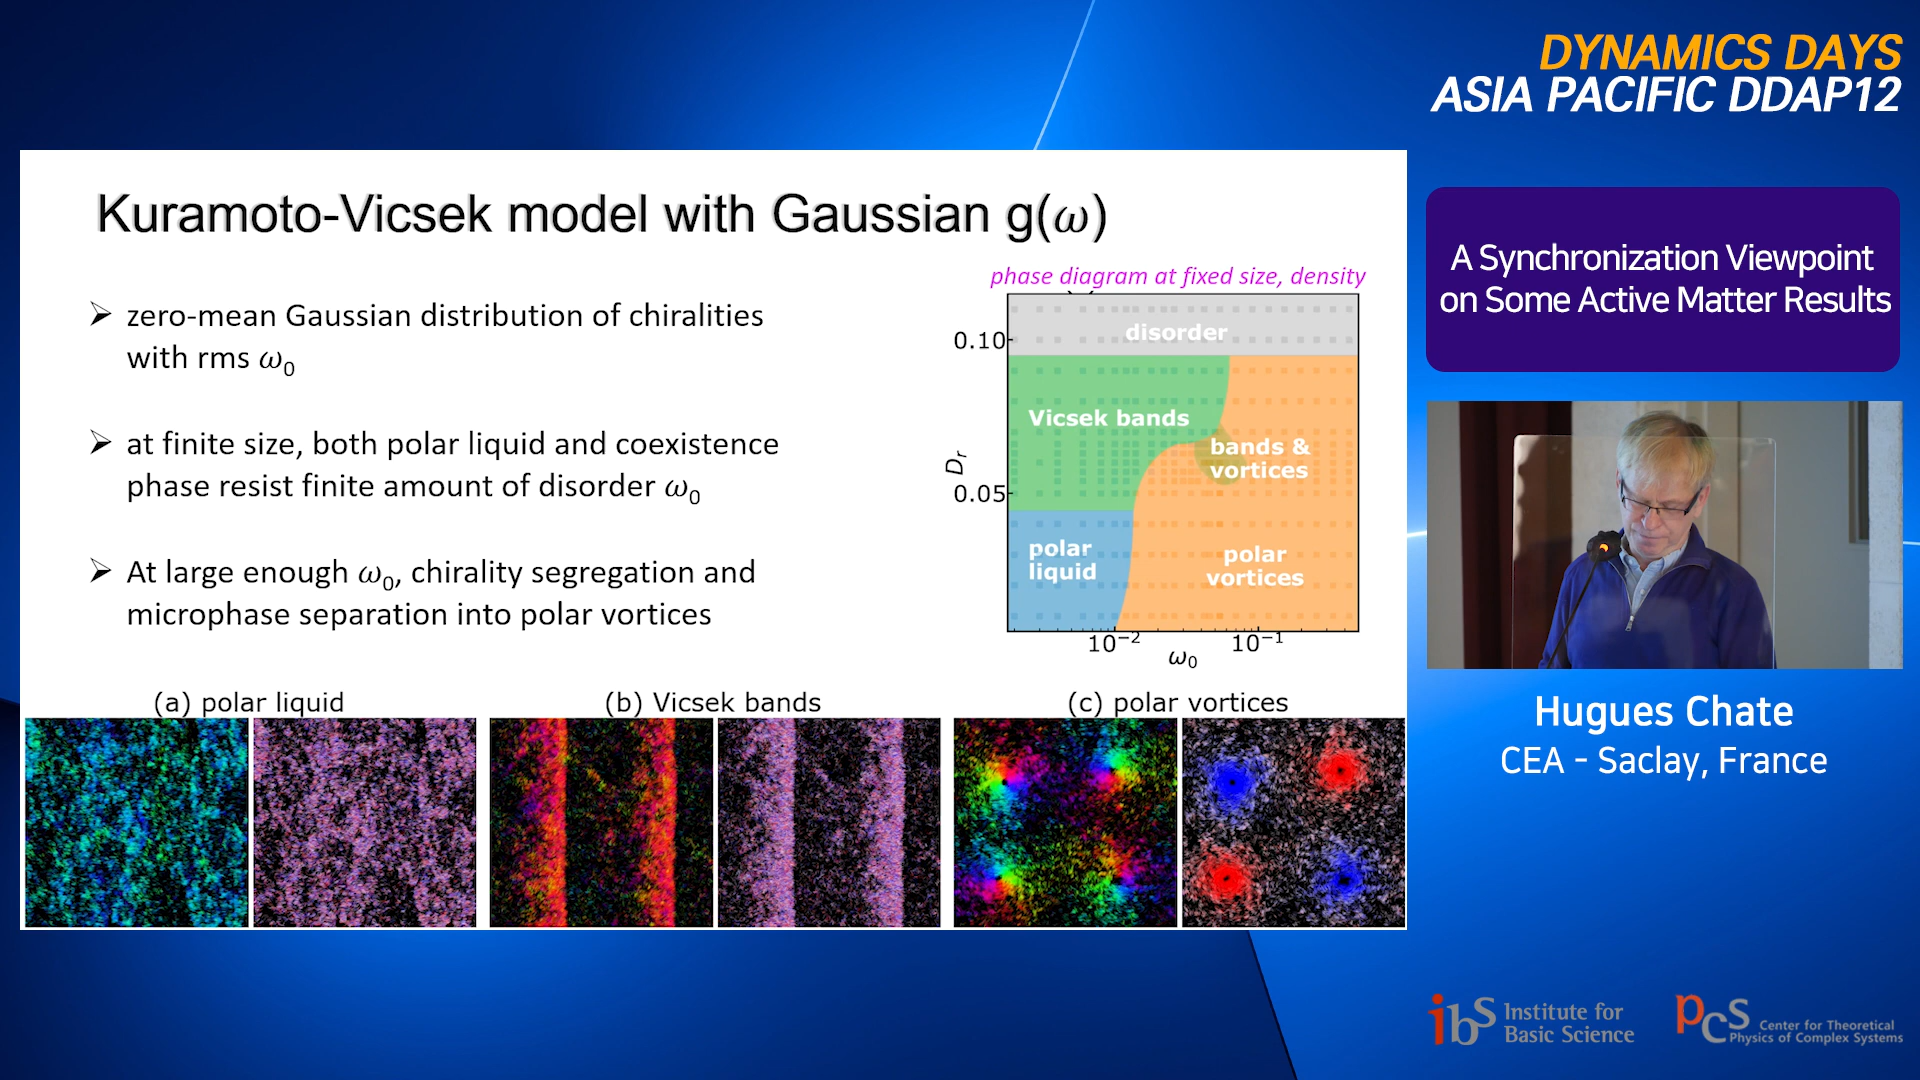 DYNAMICS DAYS
ASIA PACIFIC DDAP12
Kuramoto-Vicsek model with Gaussian g(ω)
➢ zero-mean Gaussian distribution of chiralities
with rms ω₀
➢ at finite size, both polar liquid and coexistence
phase resist finite amount of disorder ω₀
➢ At large enough ω₀, chirality segregation and
microphase separation into polar vortices
phase diagram at fixed size, density
disorder
0.10
Vicsek bands
bands &
vortices
Dᵣ
0.05
polar
liquid
polar
vortices
10⁻²
10⁻¹
ω₀
(a) polar liquid
(b) Vicsek bands
(c) polar vortices
A Synchronization Viewpoint
on Some Active Matter Results
Hugues Chate
CEA - Saclay, France
ibs Institute for
Basic Science
pcs Center for Theoretical
Physics of Complex Systems